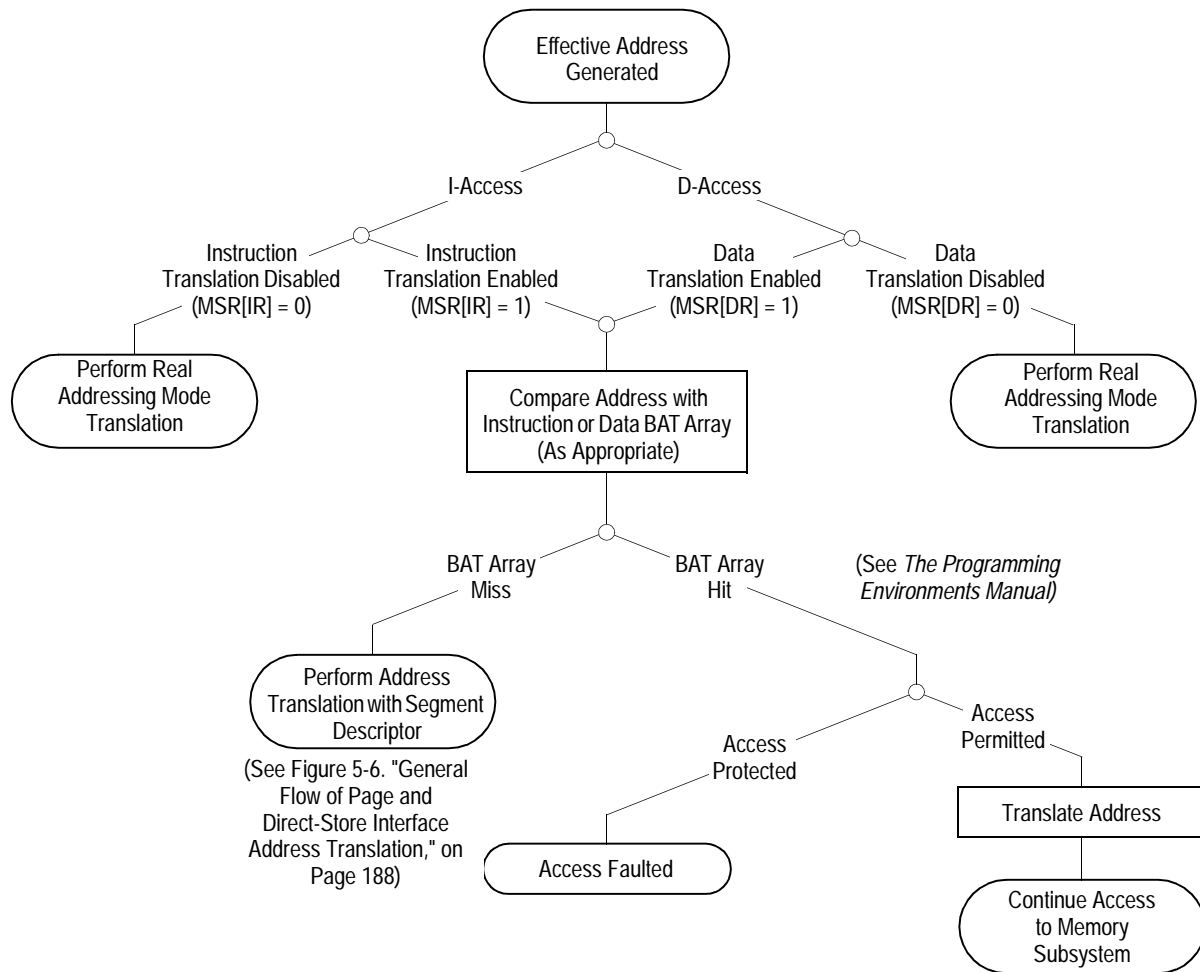 Effective Address
Generated
I-Access
D-Access
Instruction
Translation Disabled
(MSR[IR] = 0)
Instruction
Translation Enabled
(MSR[IR] = 1)
Data
Translation Enabled
(MSR[DR] = 1)
Data
Translation Disabled
(MSR[DR] = 0)
Perform Real
Addressing Mode
Translation
Compare Address with
Instruction or Data BAT Array
(As Appropriate)
Perform Real
Addressing Mode
Translation
BAT Array
Miss
BAT Array
Hit
(See The Programming
Environments Manual)
Perform Address
Translation with Segment
Descriptor
(See Figure 5-6. "General
Flow of Page and
Direct-Store Interface
Address Translation," on
Page 188)
Access
Protected
Access
Permitted
Access Faulted
Translate Address
Continue Access
to Memory
Subsystem